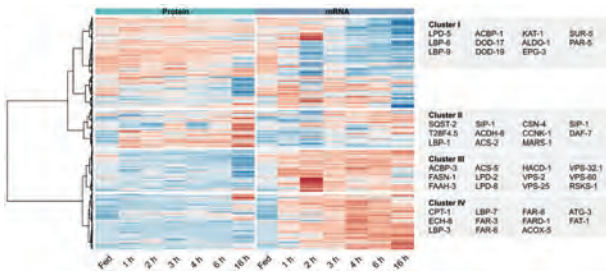 Protein mRNA
Cluster I
LPD-5 ACBP-1 KAT-1 SUR-5
LBP-6 DOD-17 ALDO-1 PAR-5
LBP-9 DOD-19 EPG-3
Cluster II
SQST-2 SIP-1 CSN-4 SIP-1
T28F4.5 ACDH-8 CCNK-1 DAF-7
LBP-1 ACS-2 MARS-1
Cluster III
ACBP-3 ACS-5 HACD-1 VPS-32.1
FASN-1 LPD-2 VPS-2 VPS-60
FAAH-3 LPD-6 VPS-25 RSKS-1
Cluster IV
CPT-1 LBP-7 FAR-8 ATG-3
ECH-8 FAR-3 FARD-1 FAT-1
LBP-3 FAR-6 ACOX-5
Fed 1 h 2 h 3 h 4 h 6 h 16 h Fed 1 h 2 h 3 h 4 h 6 h 16 h